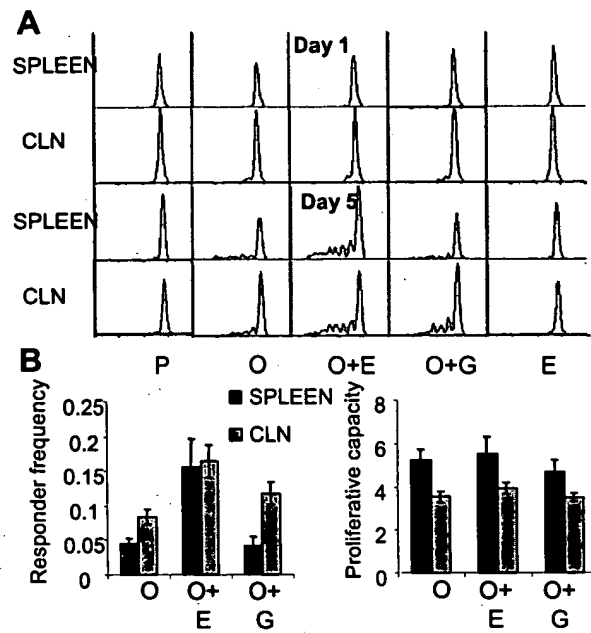 A
Day 1
SPLEEN
CLN
Day 5
SPLEEN
CLN
P O O+E O+G E
B
Responder frequency
0.25
0.2
0.15
0.1
0.05
0
SPLEEN
CLN
O O+ O+
E G
Proliferative capacity
8
6
4
2
0
O O+ O+
E G